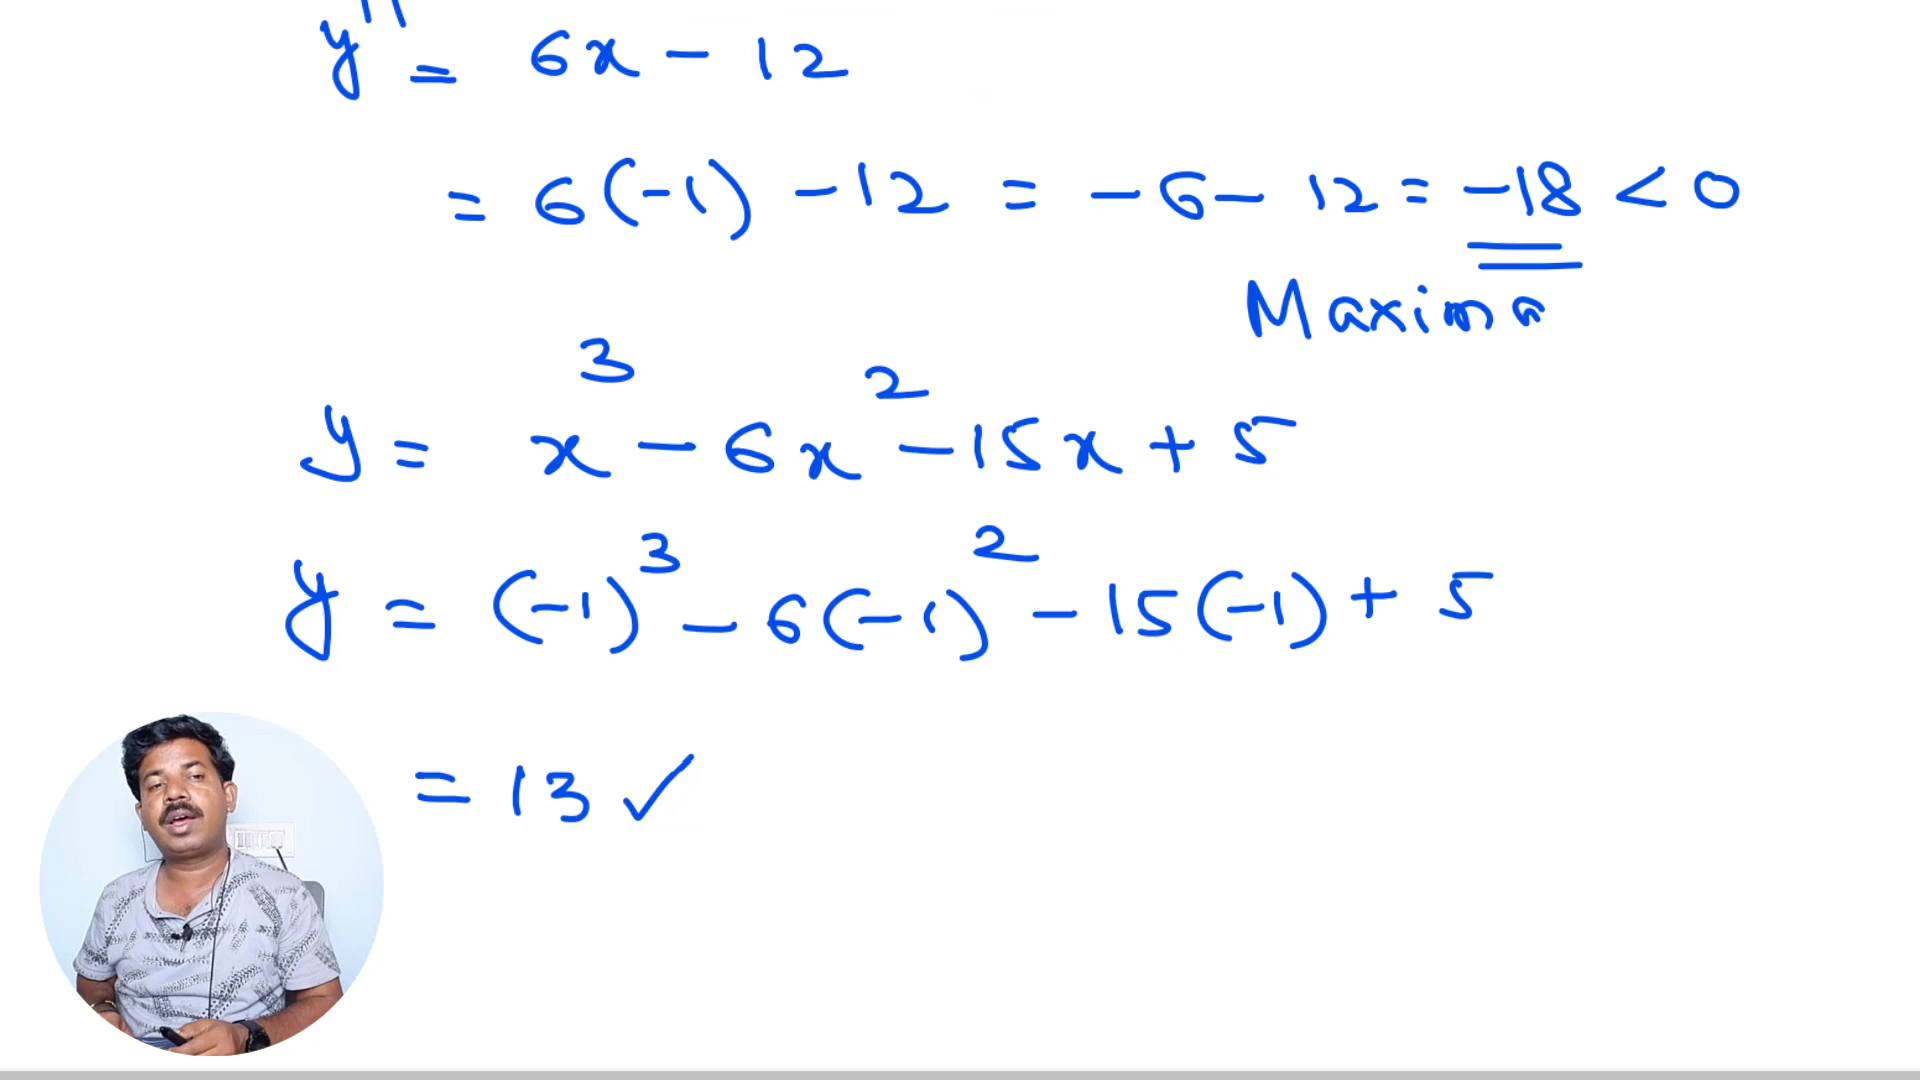 y'' = 6x - 12
= 6(-1) - 12 = -6 - 12 = -18 < 0
Maxima
y = x³ - 6x² - 15x + 5
y = (-1)³ - 6(-1)² - 15(-1) + 5
= 13 ✓